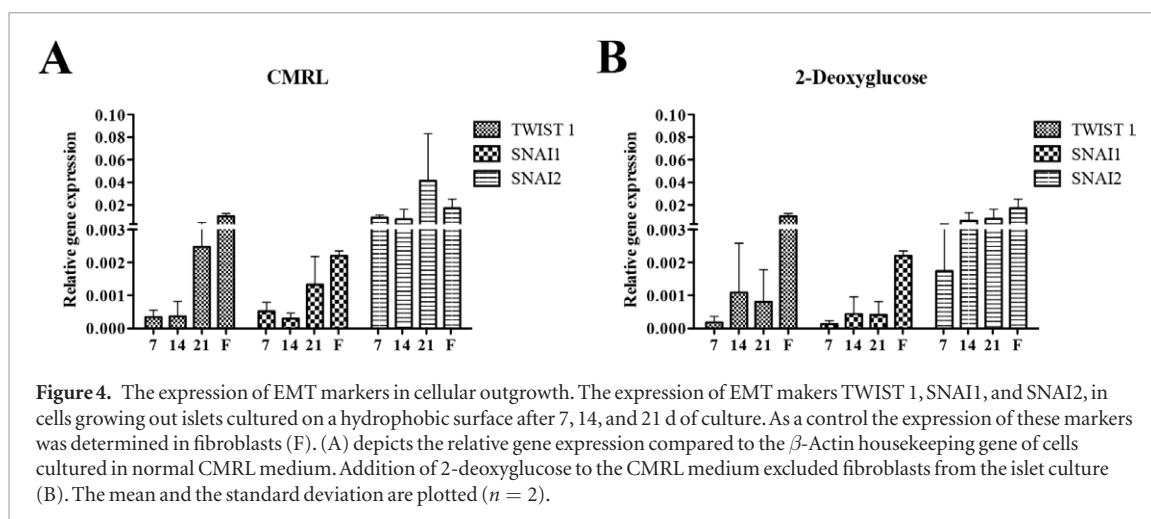 A
B
CMRL
2-Deoxyglucose
Relative gene expression
0.10
0.08
0.06
0.04
0.02
0.003
0.002
0.001
0.000
7 14 21 F 7 14 21 F 7 14 21 F
TWIST 1
SNAI1
SNAI2
Relative gene expression
0.10
0.08
0.06
0.04
0.02
0.003
0.002
0.001
0.000
7 14 21 F 7 14 21 F 7 14 21 F
TWIST 1
SNAI1
SNAI2
Figure 4. The expression of EMT markers in cellular outgrowth. The expression of EMT makers TWIST 1, SNAI1, and SNAI2, in
cells growing out islets cultured on a hydrophobic surface after 7, 14, and 21 d of culture. As a control the expression of these markers
was determined in fibroblasts (F). (A) depicts the relative gene expression compared to the β-Actin housekeeping gene of cells
cultured in normal CMRL medium. Addition of 2-deoxyglucose to the CMRL medium excluded fibroblasts from the islet culture
(B). The mean and the standard deviation are plotted (n = 2).